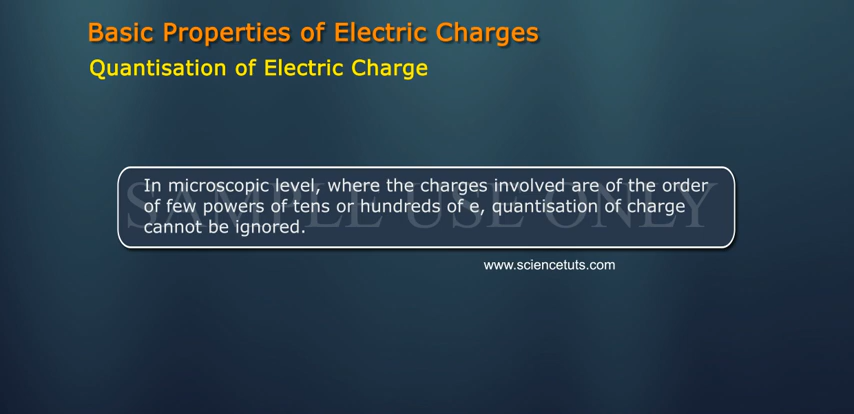 Basic Properties of Electric Charges
Quantisation of Electric Charge
In microscopic level, where the charges involved are of the order
of few powers of tens or hundreds of e, quantisation of charge
cannot be ignored.
SAMPLE USE ONLY
www.sciencetuts.com